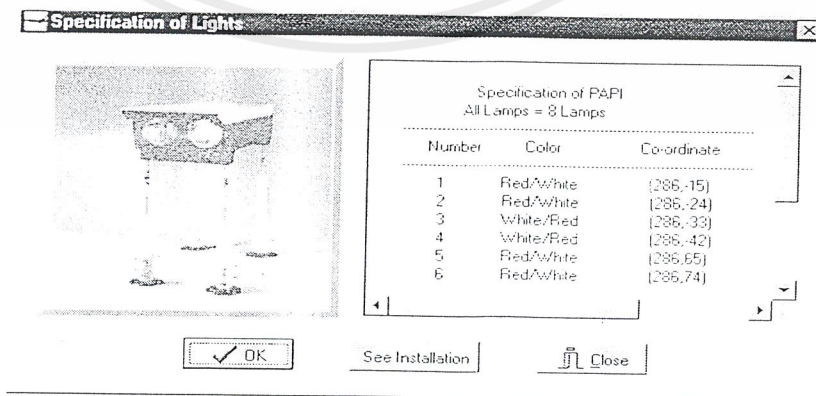 Specification of Lights
Specification of PAPI
All Lamps = 8 Lamps
Number Color Co-ordinate
1 Red/White (286,-15)
2 Red/White (286,-24)
3 White/Red (286,-33)
4 White/Red (286,-42)
5 Red/White (286,65)
6 Red/White (286,74)
OK
See Installation
Close